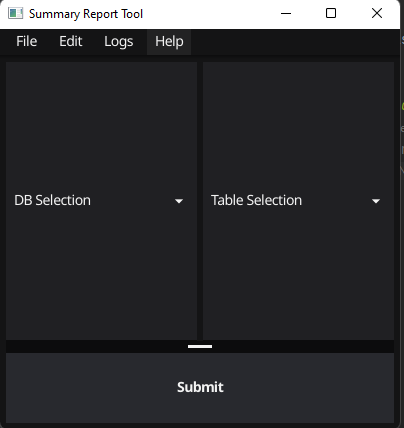 Summary Report Tool
File Edit Logs Help
DB Selection Table Selection
Submit